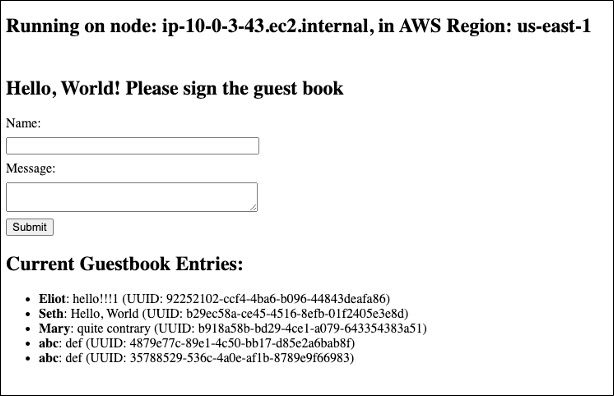 Running on node: ip-10-0-3-43.ec2.internal, in AWS Region: us-east-1
Hello, World! Please sign the guest book
Name:
Message:
Submit
Current Guestbook Entries:
• Eliot: hello!!!1 (UUID: 92252102-ccf4-4ba6-b096-44843deafa86)
• Seth: Hello, World (UUID: b29ec58a-ce45-4516-8efb-01f2405e3e8d)
• Mary: quite contrary (UUID: b918a58b-bd29-4ce1-a079-643354383a51)
• abc: def (UUID: 4879e77c-89e1-4c50-bb17-d85e2a6bab8f)
• abc: def (UUID: 35788529-536c-4a0e-af1b-8789e9f66983)